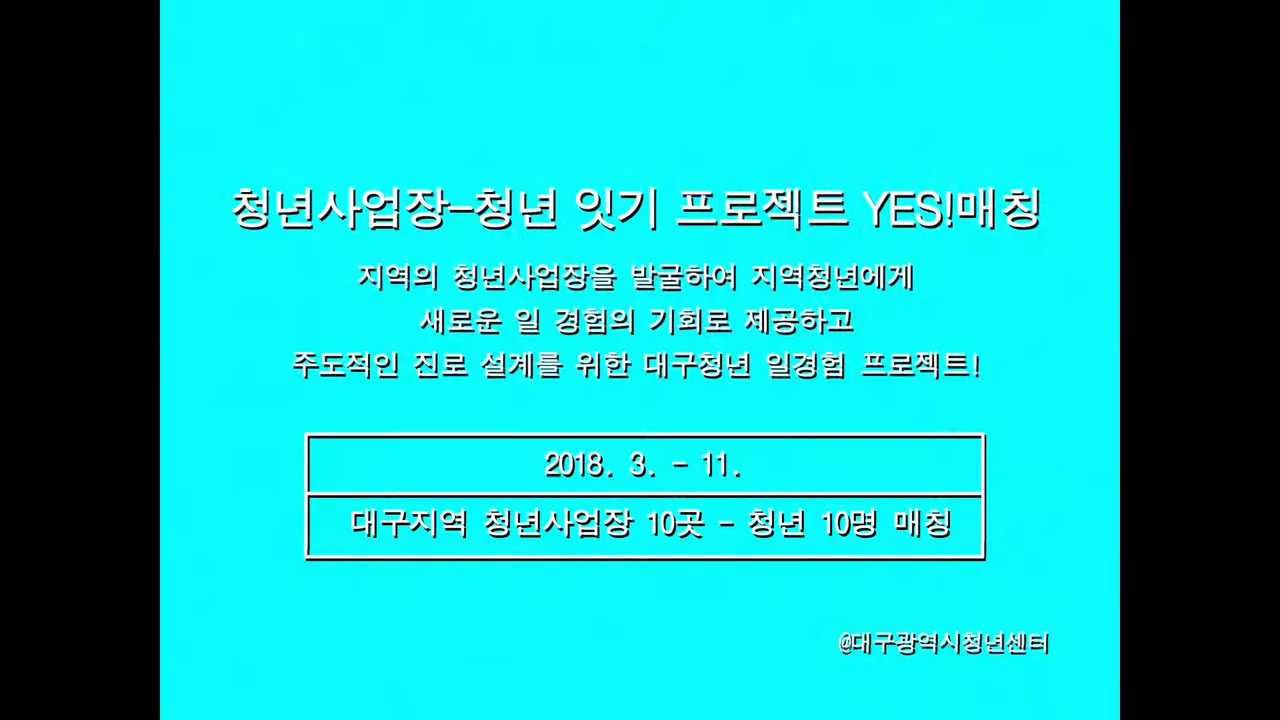 청년사업장-청년 잇기 프로젝트 YES!매칭
지역의 청년사업장을 발굴하여 지역청년에게
새로운 일 경험의 기회로 제공하고
주도적인 진로 설계를 위한 대구청년 일경험 프로젝트!
2018. 3. - 11.
대구지역 청년사업장 10곳 - 청년 10명 매칭
@대구광역시청년센터